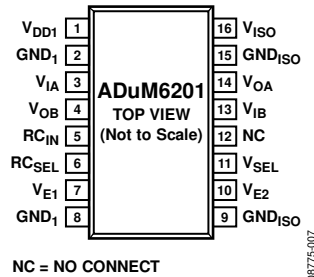 VDD1 1 16 VISO
GND1 2 15 GNDISO
VIA 3 ADuM6201 14 VOA
VOB 4 TOP VIEW 13 VIB
RCIN 5 (Not to Scale) 12 NC
RCSEL 6 11 VSEL
VE1 7 10 VE2
GND1 8 9 GNDISO
NC = NO CONNECT
08775-007